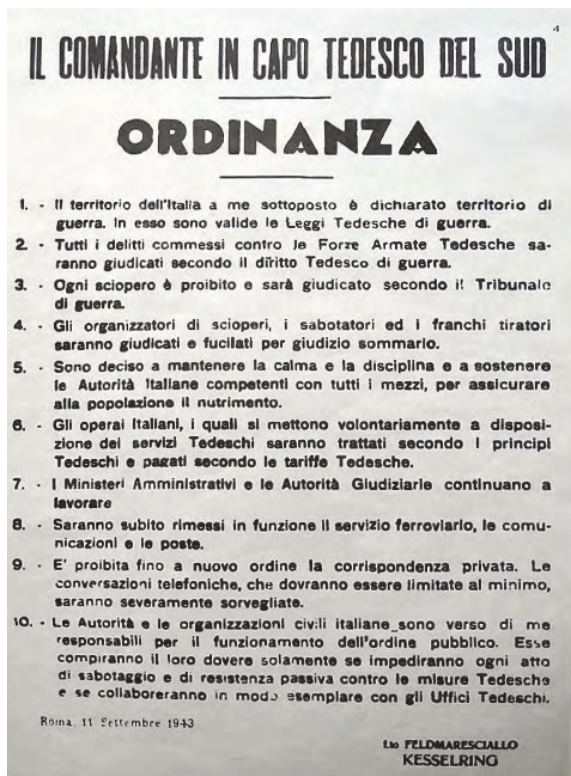 4
IL COMANDANTE IN CAPO TEDESCO DEL SUD
ORDINANZA
1. - Il territorio dell'Italia a me sottoposto è dichiarato territorio di
guerra. In esso sono valide le Leggi Tedesche di guerra.
2. - Tutti i delitti commessi contro le Forze Armate Tedesche sa-
ranno giudicati secondo il diritto Tedesco di guerra.
3. - Ogni sciopero è proibito e sarà giudicato secondo il Tribunale
di guerra.
4. - Gli organizzatori di scioperi, i sabotatori ed i franchi tiratori
saranno giudicati e fucilati per giudizio sommario.
5. - Sono deciso a mantenere la calma e la disciplina e a sostenere
le Autorità Italiane competenti con tutti i mezzi, per assicurare
alla popolazione il nutrimento.
6. - Gli operai Italiani, i quali si mettono volontariamente a disposi-
zione dei servizi Tedeschi saranno trattati secondo i principi
Tedeschi e pagati secondo le tariffe Tedesche.
7. - I Ministeri Amministrativi e le Autorità Giudiziarie continuano a
lavorare
8. - Saranno subito rimessi in funzione il servizio ferroviario, le comu-
nicazioni e le poste.
9. - E' proibita fino a nuovo ordine la corrispondenza privata. Le
conversazioni telefoniche, che dovranno essere limitate al minimo,
saranno severamente sorvegliate.
10. - Le Autorità e le organizzazioni civili italiane sono verso di me
responsabili per il funzionamento dell'ordine pubblico. Esse
compiranno il loro dovere solamente se impediranno ogni atto
di sabotaggio e di resistenza passiva contro le misure Tedesche
e se collaboreranno in modo esemplare con gli Uffici Tedeschi.
Roma, 11 Settembre 1943
FELDMARESCIALLO
KESSELRING